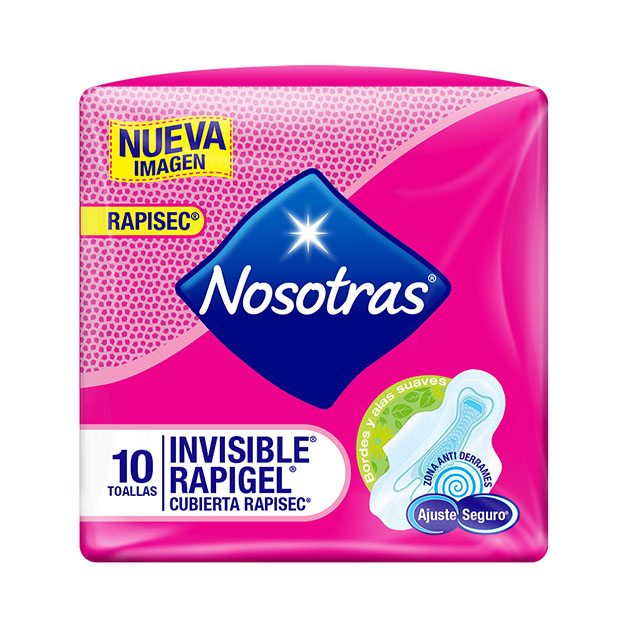 NUEVA
IMAGEN
RAPISEC®
Nosotras®
Bordes y alas suaves
ZONA ANTI DERRAMES
10
TOALLAS
INVISIBLE®
RAPIGEL®
CUBIERTA RAPISEC®
Ajuste Seguro®